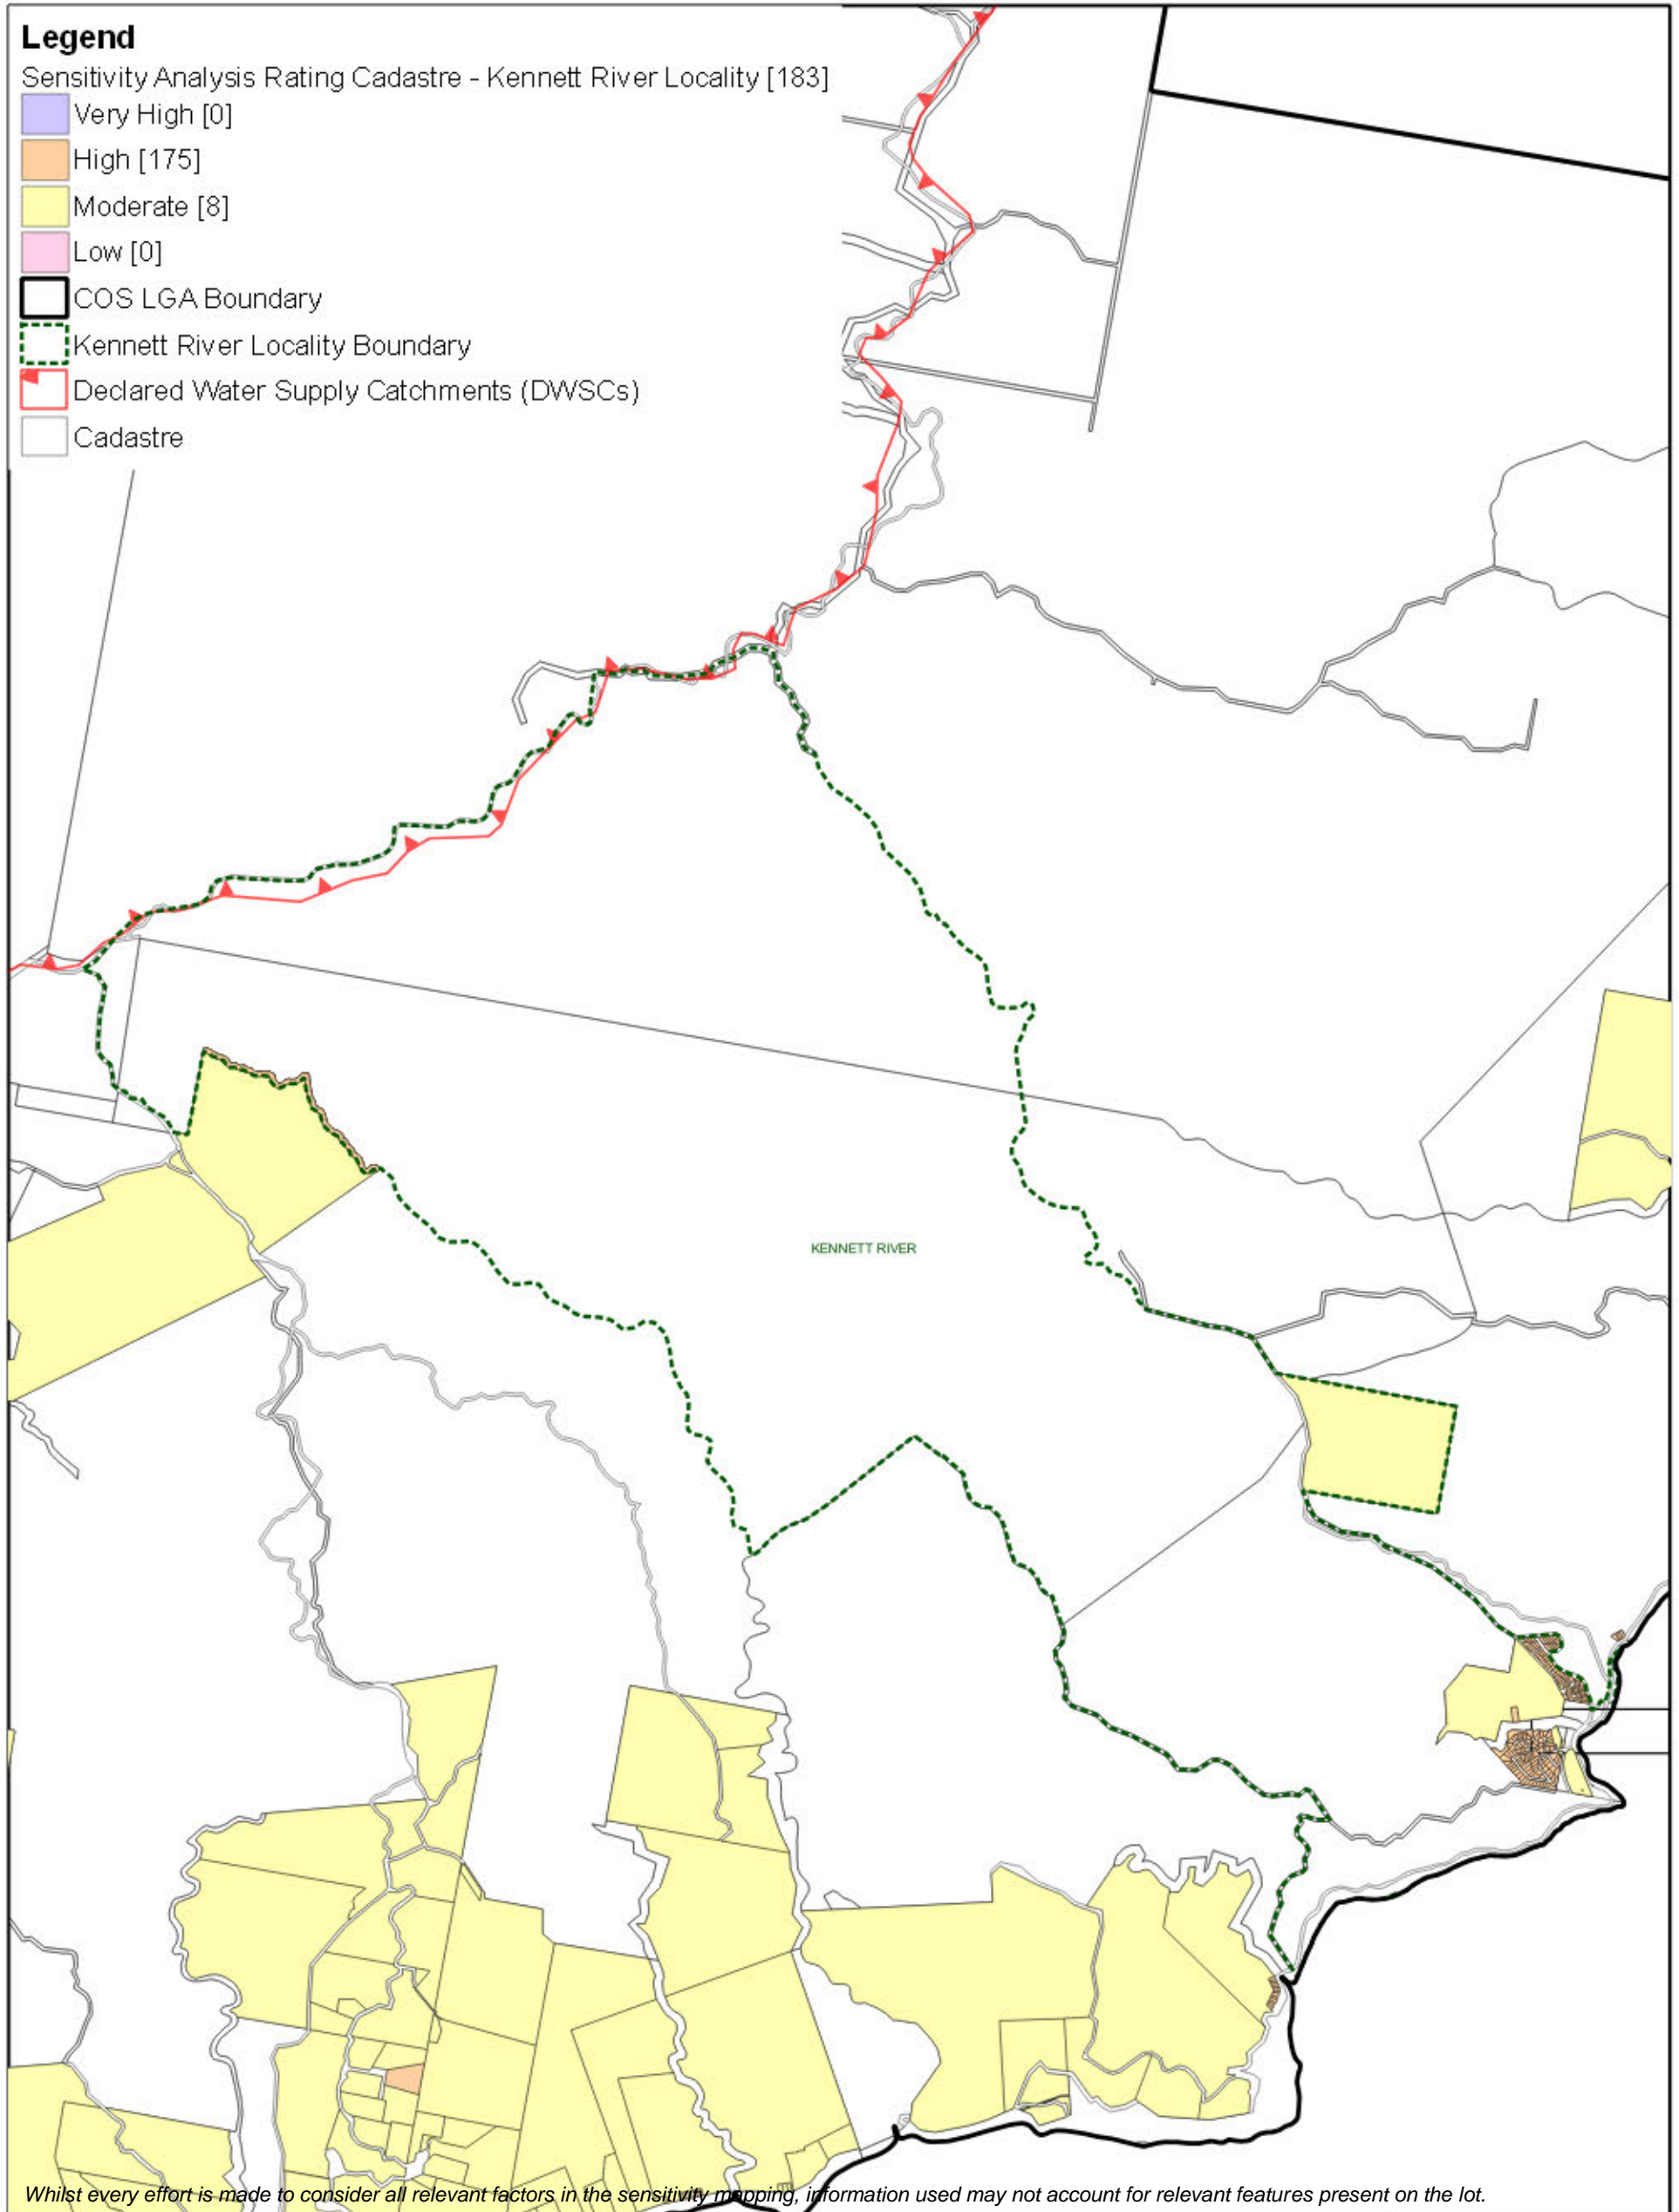 Legend
Sensitivity Analysis Rating Cadastre - Kennett River Locality [183]
Very High [0]
High [175]
Moderate [8]
Low [0]
COS LGA Boundary
Kennett River Locality Boundary
Declared Water Supply Catchments (DWSCs)
Cadastre
KENNETT RIVER
Whilst every effort is made to consider all relevant factors in the sensitivity mapping, information used may not account for relevant features present on the lot.